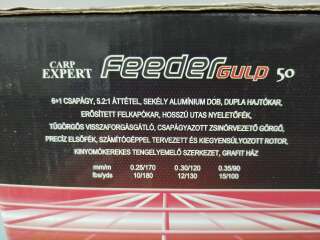 CARP
EXPERT FeederGULP 50
6+1 CSAPÁGY, 5.2:1 ÁTTÉTEL, SEKÉLY ALUMÍNIUM DOB, DUPLA HAJTÓKAR,
ERŐSÍTETT FELKAPÓKAR, HOSSZÚ UTAS NYELETŐFÉK,
TŰGÖRGŐS VISSZAFORGÁSGÁTLÓ, CSAPÁGYAZOTT ZSINÓRVEZETŐ GÖRGŐ,
PRECÍZ ELSŐFÉK, SZÁMÍTÓGÉPPEL TERVEZETT ÉS KIEGYENSÚLYOZOTT ROTOR,
KINYOMÓKEREKES TENGELYEMELŐ SZERKEZET, GRAFIT HÁZ
mm/m 0.25/170 0.30/120 0.35/90
lbs/yds 10/180 12/130 15/100